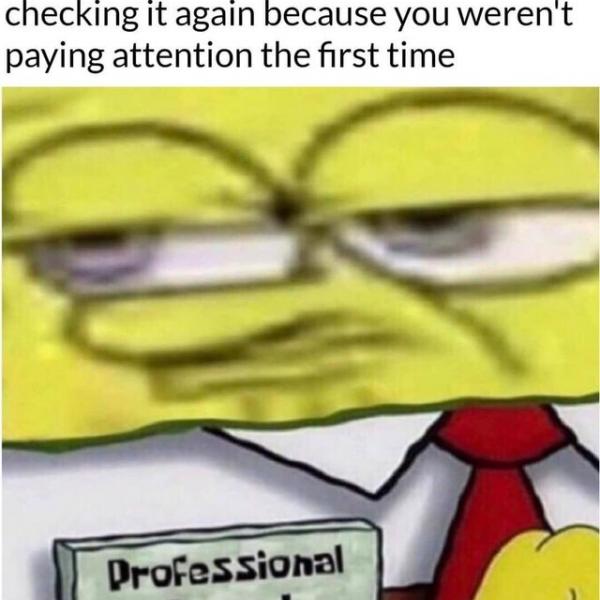 checking it again because you weren't
paying attention the first time
Professional